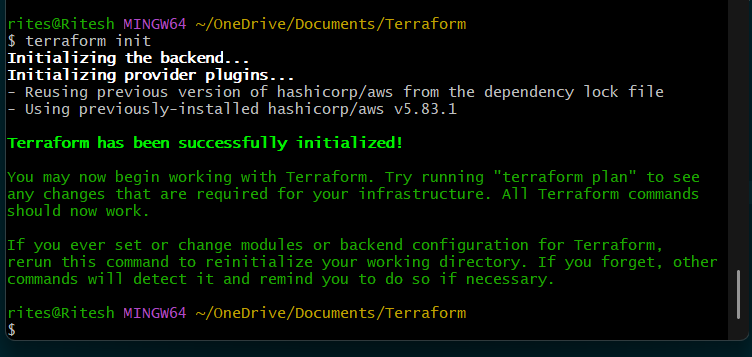 rites@Ritesh MINGW64 ~/OneDrive/Documents/Terraform
$ terraform init
Initializing the backend...
Initializing provider plugins...
- Reusing previous version of hashicorp/aws from the dependency lock file
- Using previously-installed hashicorp/aws v5.83.1
Terraform has been successfully initialized!
You may now begin working with Terraform. Try running "terraform plan" to see
any changes that are required for your infrastructure. All Terraform commands
should now work.
If you ever set or change modules or backend configuration for Terraform,
rerun this command to reinitialize your working directory. If you forget, other
commands will detect it and remind you to do so if necessary.
rites@Ritesh MINGW64 ~/OneDrive/Documents/Terraform
$